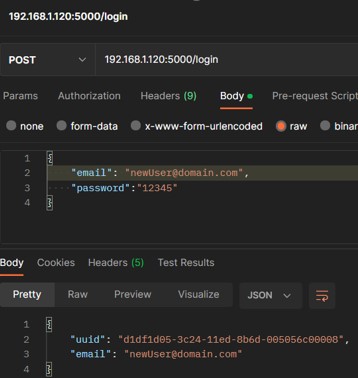 192.168.1.120:5000/login
POST 192.168.1.120:5000/login
Params Authorization Headers (9) Body Pre-request Script
none form-data x-www-form-urlencoded raw binar
1 {
2 "email": "newUser@domain.com",
3 "password":"12345"
4 }
Body Cookies Headers (5) Test Results
Pretty Raw Preview Visualize JSON
1 {
2 "uuid": "d1df1d05-3c24-11ed-8b6d-005056c00008",
3 "email": "newUser@domain.com"
4 }